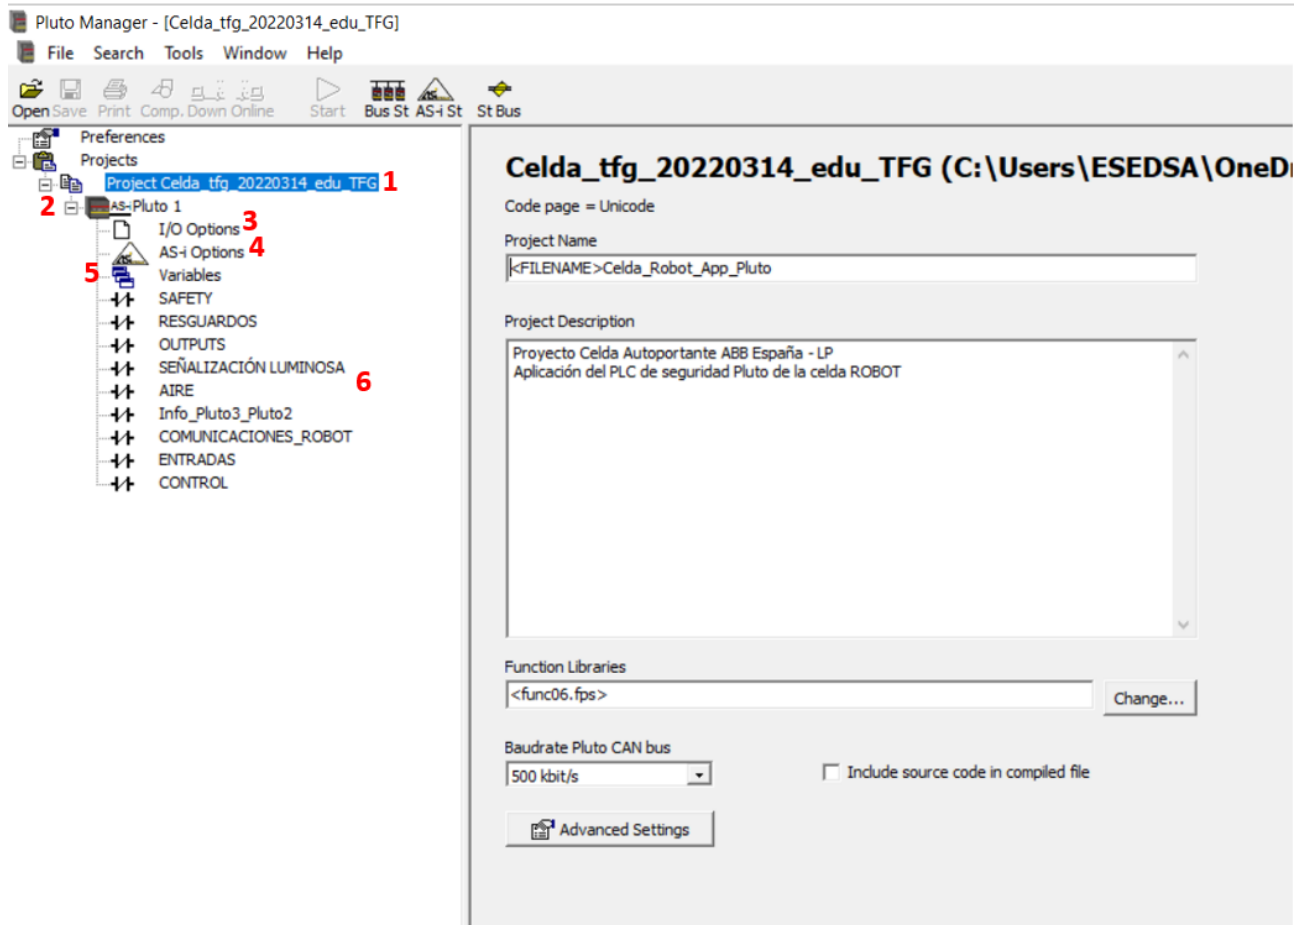 Pluto Manager - [Celda_tfg_20220314_edu_TFG]
File Search Tools Window Help
Open Save Print Comp. Down Online Start Bus St AS-i St St Bus
Preferences
Projects
Project Celda_tfg_20220314_edu_TFG 1
2 AS-i Pluto 1
I/O Options 3
AS-i Options 4
5 Variables
SAFETY
RESGUARDOS
OUTPUTS
SEÑALIZACIÓN LUMINOSA
6
AIRE
Info_Pluto3_Pluto2
COMUNICACIONES_ROBOT
ENTRADAS
CONTROL
Celda_tfg_20220314_edu_TFG (C:\Users\ESEDSA\OneD
Code page = Unicode
Project Name
<FILENAME>Celda_Robot_App_Pluto
Project Description
Proyecto Celda Autoportante ABB España - LP
Aplicación del PLC de seguridad Pluto de la celda ROBOT
Function Libraries
<func06.fps>
Change...
Baudrate Pluto CAN bus
500 kbit/s
Include source code in compiled file
Advanced Settings